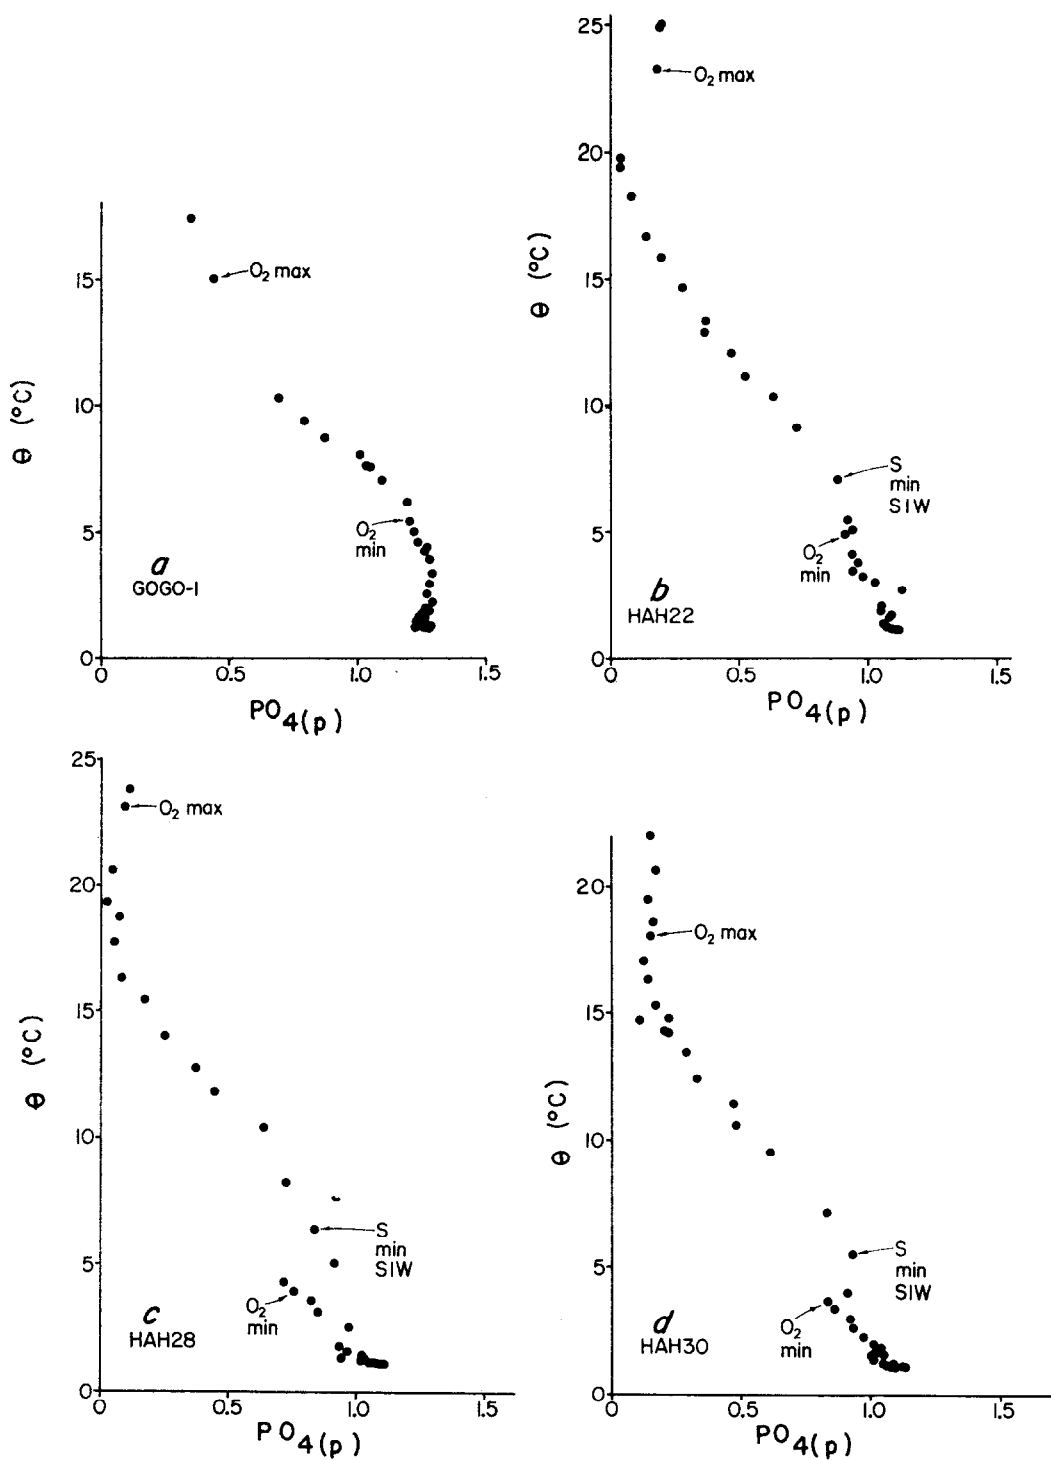 O2 max
15
10
5
0
θ (°C)
O2
min
a
GOGO-1
0
0.5
1.0
1.5
PO4(p)
25
20
15
10
5
0
θ (°C)
O2 max
S
min
SIW
O2
min
b
HAH22
0
0.5
1.0
1.5
PO4(p)
25
20
15
10
5
0
θ (°C)
O2 max
S
min
SIW
O2
min
c
HAH28
0
0.5
1.0
1.5
PO4(p)
20
15
10
5
0
θ (°C)
O2 max
S
min
SIW
O2
min
d
HAH30
0
0.5
1.0
1.5
PO4(p)